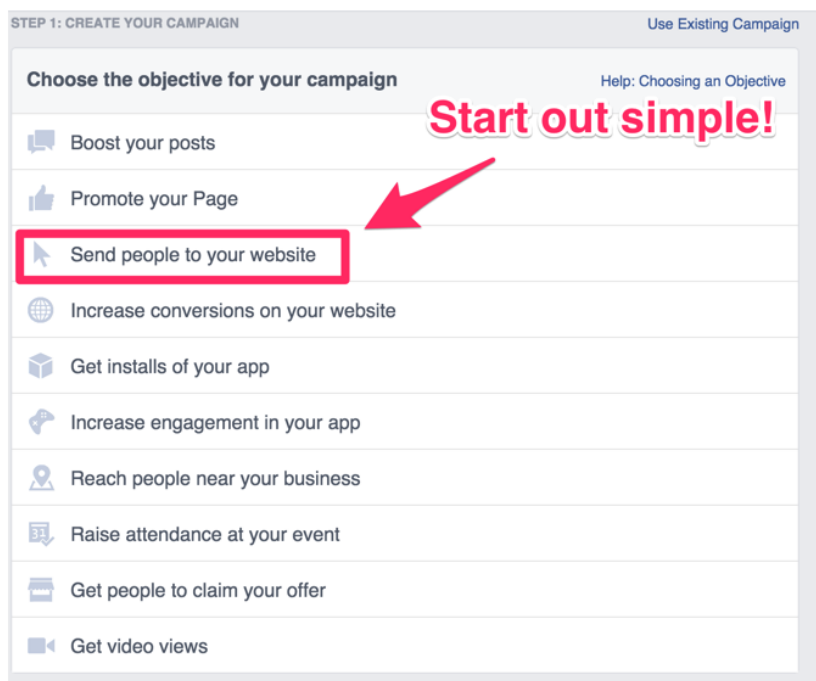 STEP 1: CREATE YOUR CAMPAIGN
Use Existing Campaign
Choose the objective for your campaign
Help: Choosing an Objective
Start out simple!
Boost your posts
Promote your Page
Send people to your website
Increase conversions on your website
Get installs of your app
Increase engagement in your app
Reach people near your business
31
Raise attendance at your event
Get people to claim your offer
Get video views